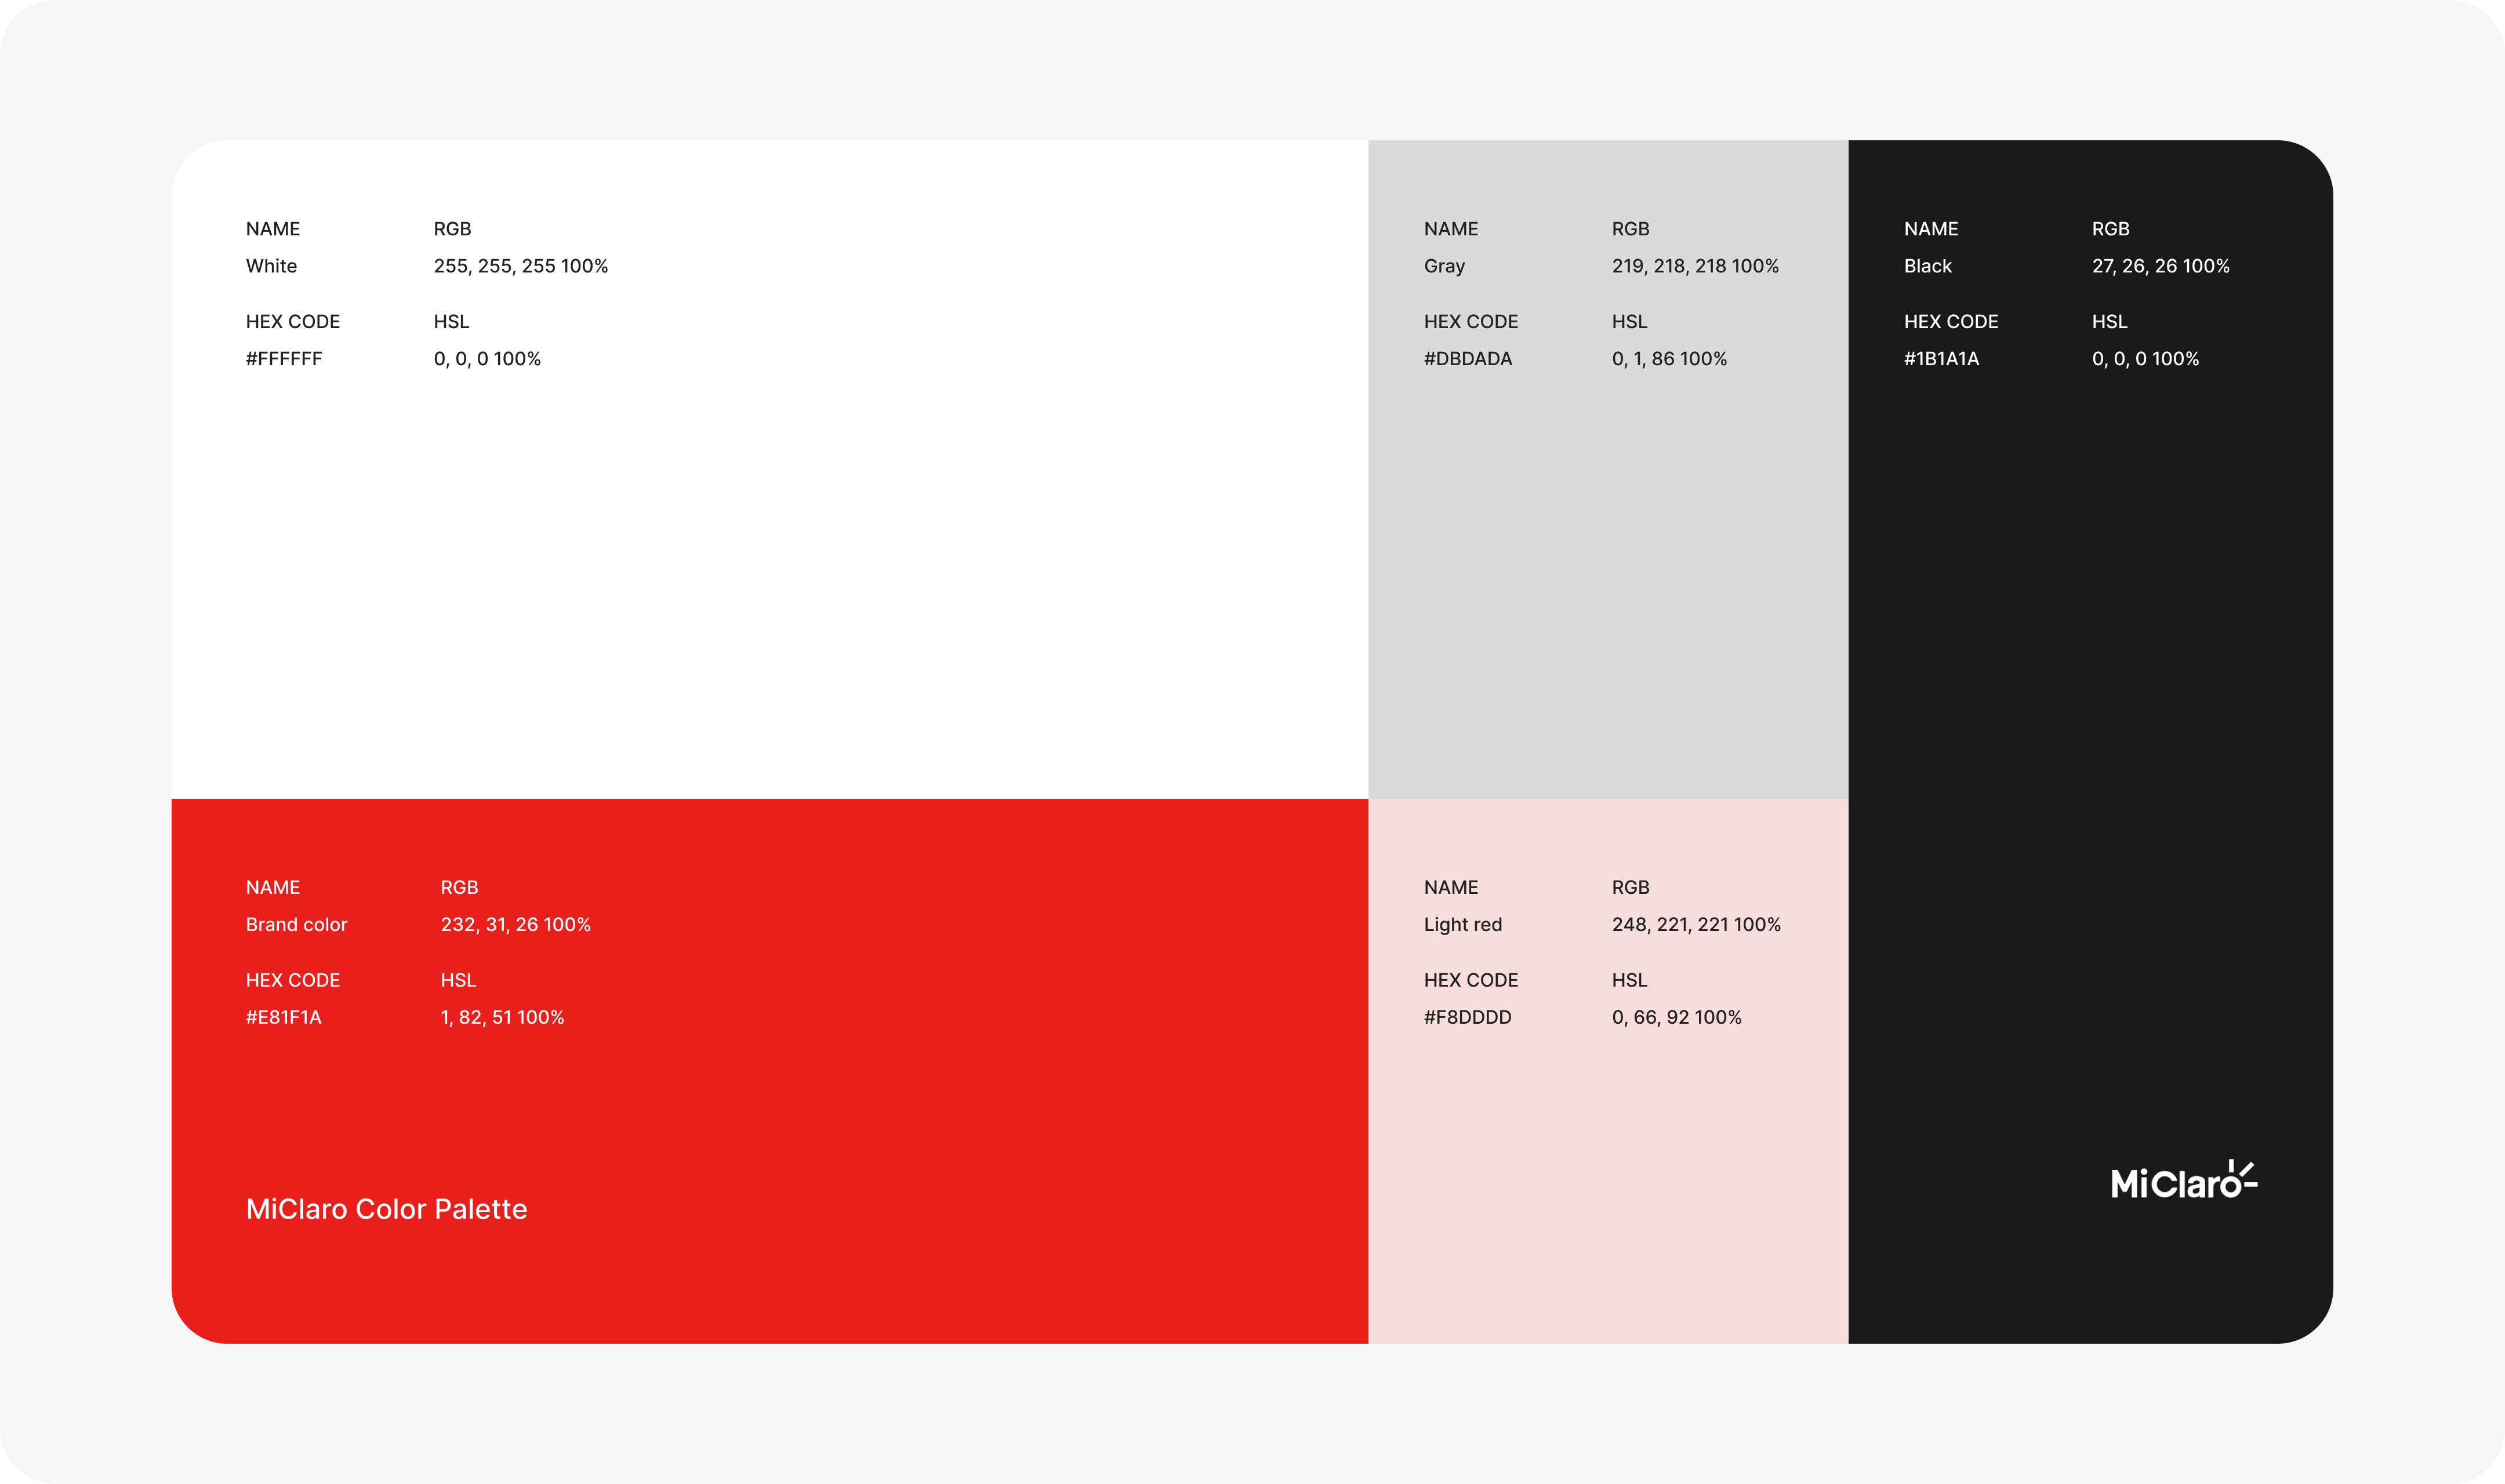 NAME RGB
White 255, 255, 255 100%
HEX CODE HSL
#FFFFFF 0, 0, 0 100%
NAME RGB
Gray 219, 218, 218 100%
HEX CODE HSL
#DBDADA 0, 1, 86 100%
NAME RGB
Black 27, 26, 26 100%
HEX CODE HSL
#1B1A1A 0, 0, 0 100%
NAME RGB
Brand color 232, 31, 26 100%
HEX CODE HSL
#E81F1A 1, 82, 51 100%
MiClaro Color Palette
NAME RGB
Light red 248, 221, 221 100%
HEX CODE HSL
#F8DDDD 0, 66, 92 100%
MiClaro